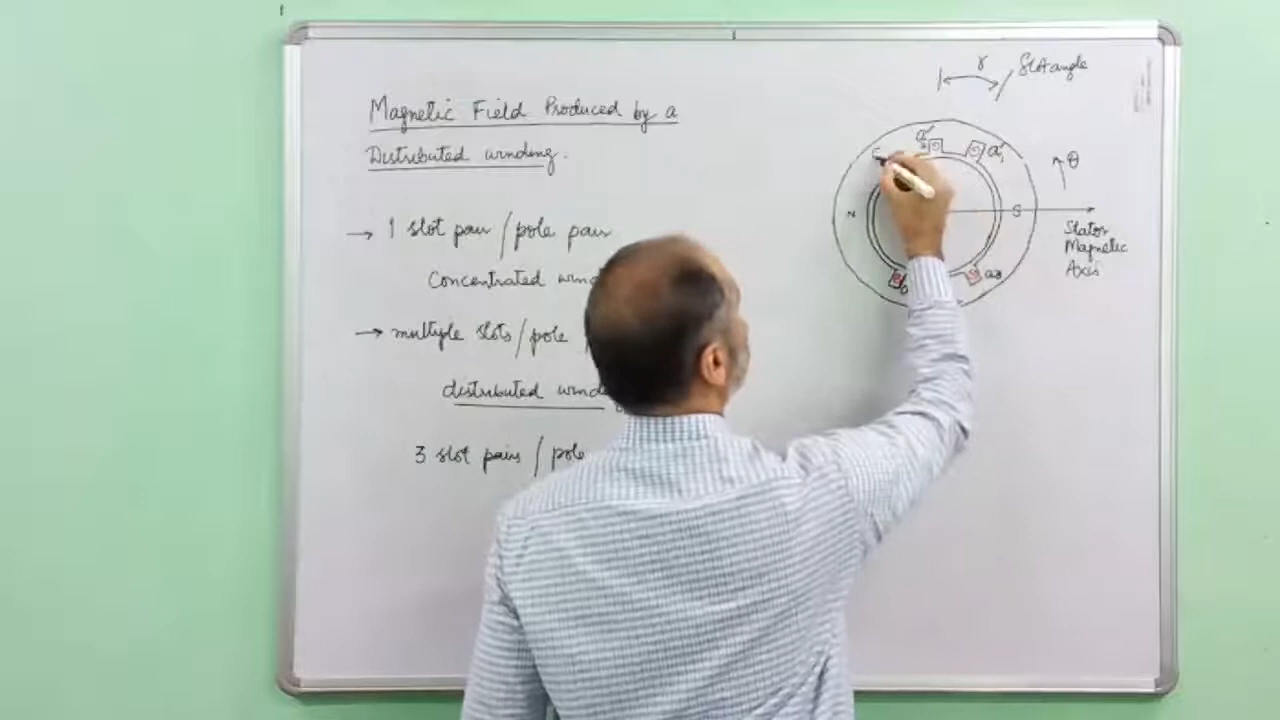 Magnetic Field Produced by a
Distributed winding.
→ 1 slot pair / pole pair
Concentrated wind
→ multiple slots / pole
distributed wind
3 slot pairs / pole
γ
Slot angle
a'
a'₁
θ
N
S
Stator
Magnetic
Axis